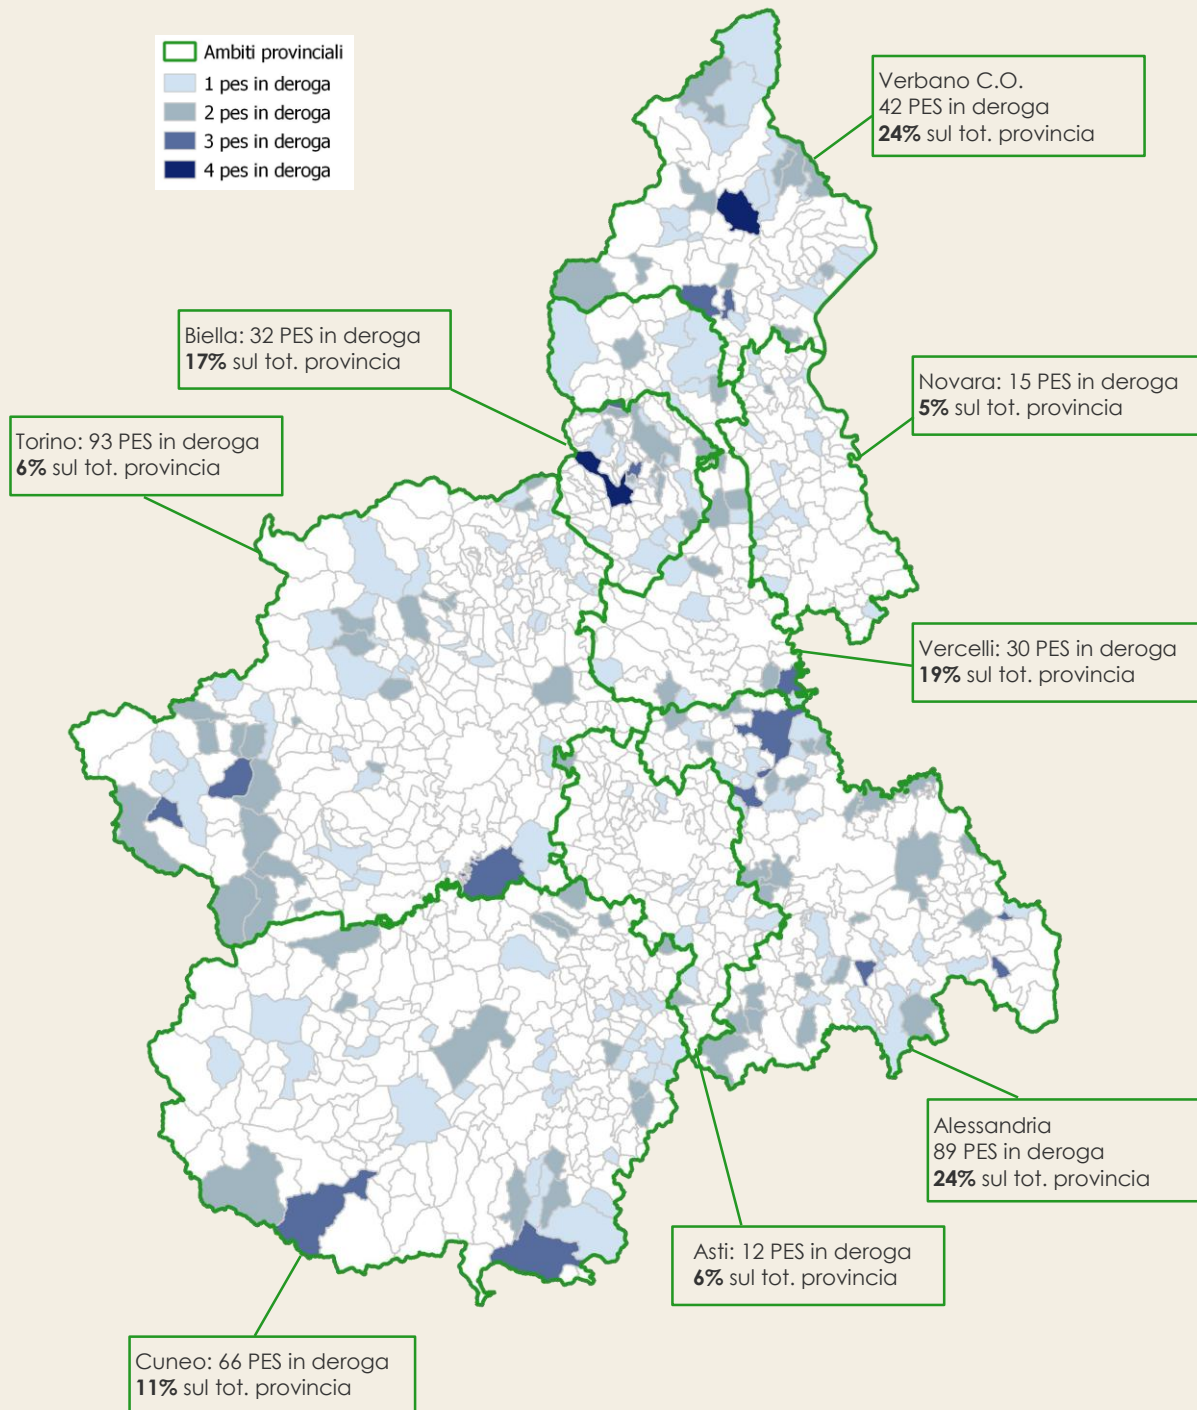 Ambiti provinciali
1 pes in deroga
2 pes in deroga
3 pes in deroga
4 pes in deroga
Verbano C.O.
42 PES in deroga
24% sul tot. provincia
Biella: 32 PES in deroga
17% sul tot. provincia
Novara: 15 PES in deroga
5% sul tot. provincia
Torino: 93 PES in deroga
6% sul tot. provincia
Vercelli: 30 PES in deroga
19% sul tot. provincia
Alessandria
89 PES in deroga
24% sul tot. provincia
Asti: 12 PES in deroga
6% sul tot. provincia
Cuneo: 66 PES in deroga
11% sul tot. provincia